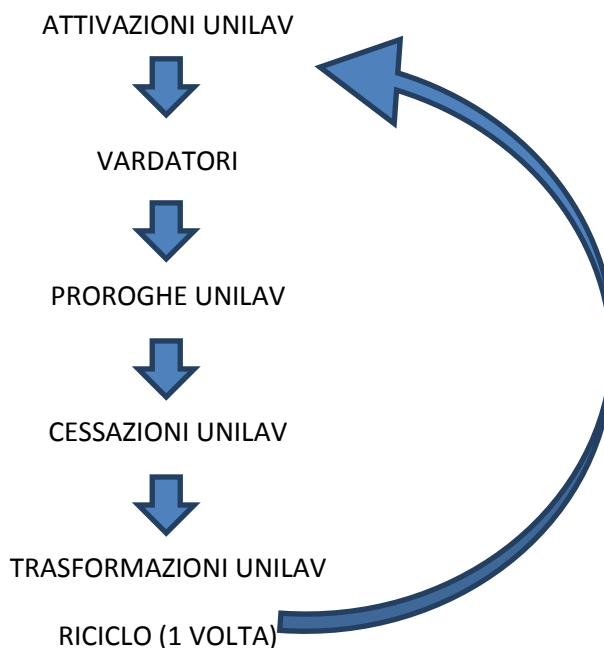 ATTIVAZIONI UNILAV
VARDATORI
PROROGHE UNILAV
CESSAZIONI UNILAV
TRASFORMAZIONI UNILAV
RICICLO (1 VOLTA)